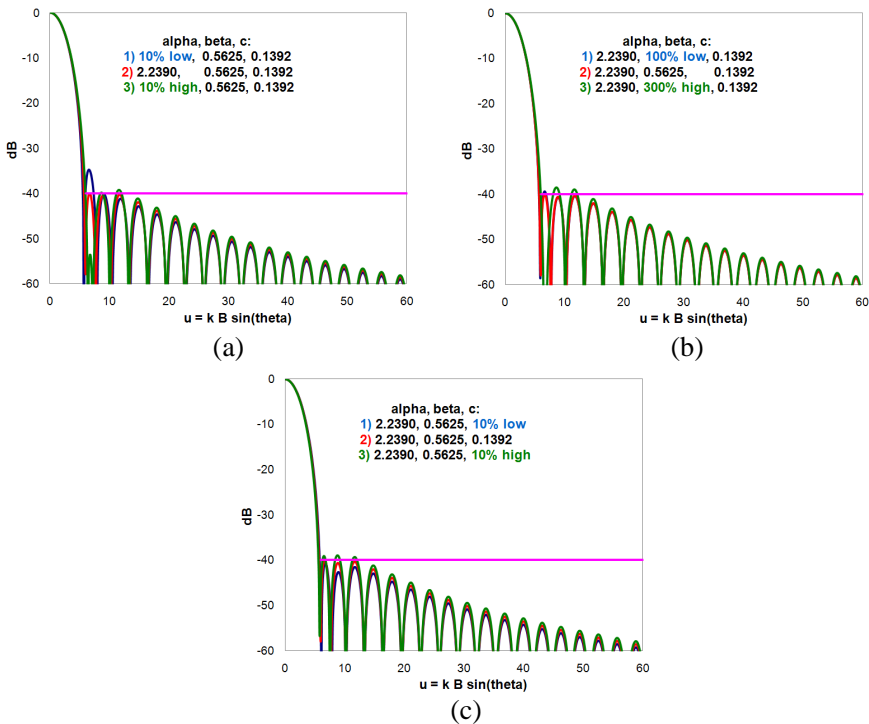 0
-10
-20
-30
-40
-50
-60
dB
alpha, beta, c:
1) 10% low, 0.5625, 0.1392
2) 2.2390, 0.5625, 0.1392
3) 10% high, 0.5625, 0.1392
0 10 20 30 40 50 60
u = k B sin(theta)
(a)
0
-10
-20
-30
-40
-50
-60
dB
alpha, beta, c:
1) 2.2390, 100% low, 0.1392
2) 2.2390, 0.5625, 0.1392
3) 2.2390, 300% high, 0.1392
0 10 20 30 40 50 60
u = k B sin(theta)
(b)
0
-10
-20
-30
-40
-50
-60
dB
alpha, beta, c:
1) 2.2390, 0.5625, 10% low
2) 2.2390, 0.5625, 0.1392
3) 2.2390, 0.5625, 10% high
0 10 20 30 40 50 60
u = k B sin(theta)
(c)